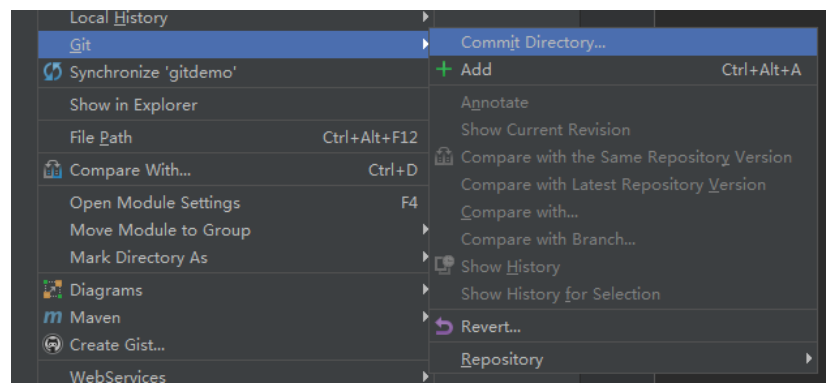 Local History
Git
Synchronize 'gitdemo'
Show in Explorer
File Path Ctrl+Alt+F12
Compare With... Ctrl+D
Open Module Settings F4
Move Module to Group
Mark Directory As
Diagrams
Maven
Create Gist...
WebServices
Commit Directory...
Add Ctrl+Alt+A
Annotate
Show Current Revision
Compare with the Same Repository Version
Compare with Latest Repository Version
Compare with...
Compare with Branch...
Show History
Show History for Selection
Revert...
Repository